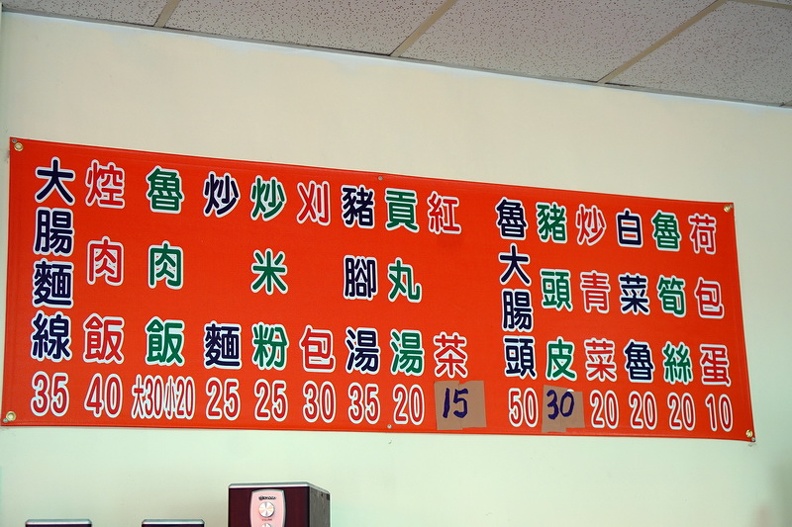 大腸麵線 35
焢肉飯 40
魯肉飯 大30小20
炒麵 25
炒米粉 25
刈包 30
豬腳湯 35
貢丸湯 20
紅茶 15
魯大腸頭 50
豬頭皮 30
炒青菜 20
白菜魯 20
魯筍絲 20
荷包蛋 10